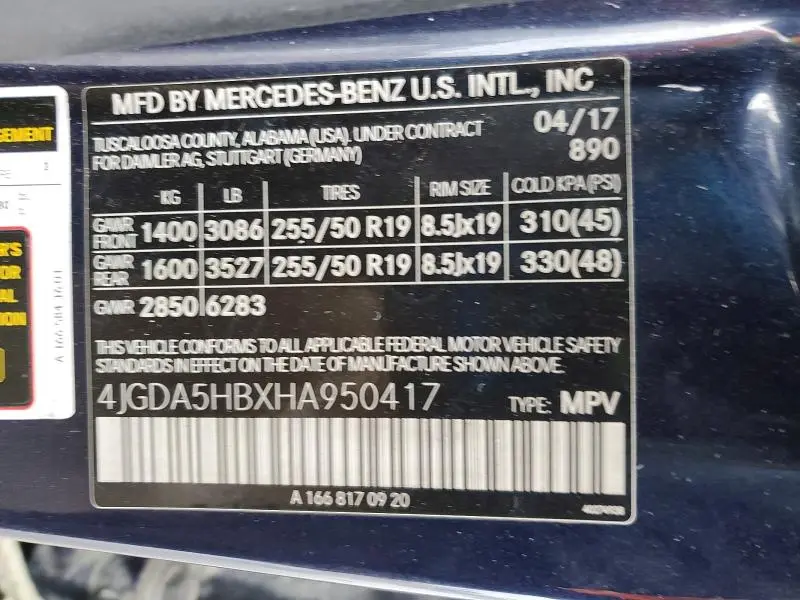 MFD BY MERCEDES-BENZ U.S. INTL., INC
TUSCALOOSA COUNTY, ALABAMA (USA). UNDER CONTRACT
FOR DAIMLER AG, STUTTGART (GERMANY)
04/17
890
KG LB TIRES RIM SIZE COLD KPA (PSI)
GAWR FRONT 1400 3086 255/50 R19 8.5Jx19 310(45)
GAWR REAR 1600 3527 255/50 R19 8.5Jx19 330(48)
GVWR 2850 6283
THIS VEHICLE CONFORMS TO ALL APPLICABLE FEDERAL MOTOR VEHICLE SAFETY
STANDARDS IN EFFECT ON THE DATE OF MANUFACTURE SHOWN ABOVE.
4JGDA5HBXHA950417 TYPE: MPV
A 166 817 09 20